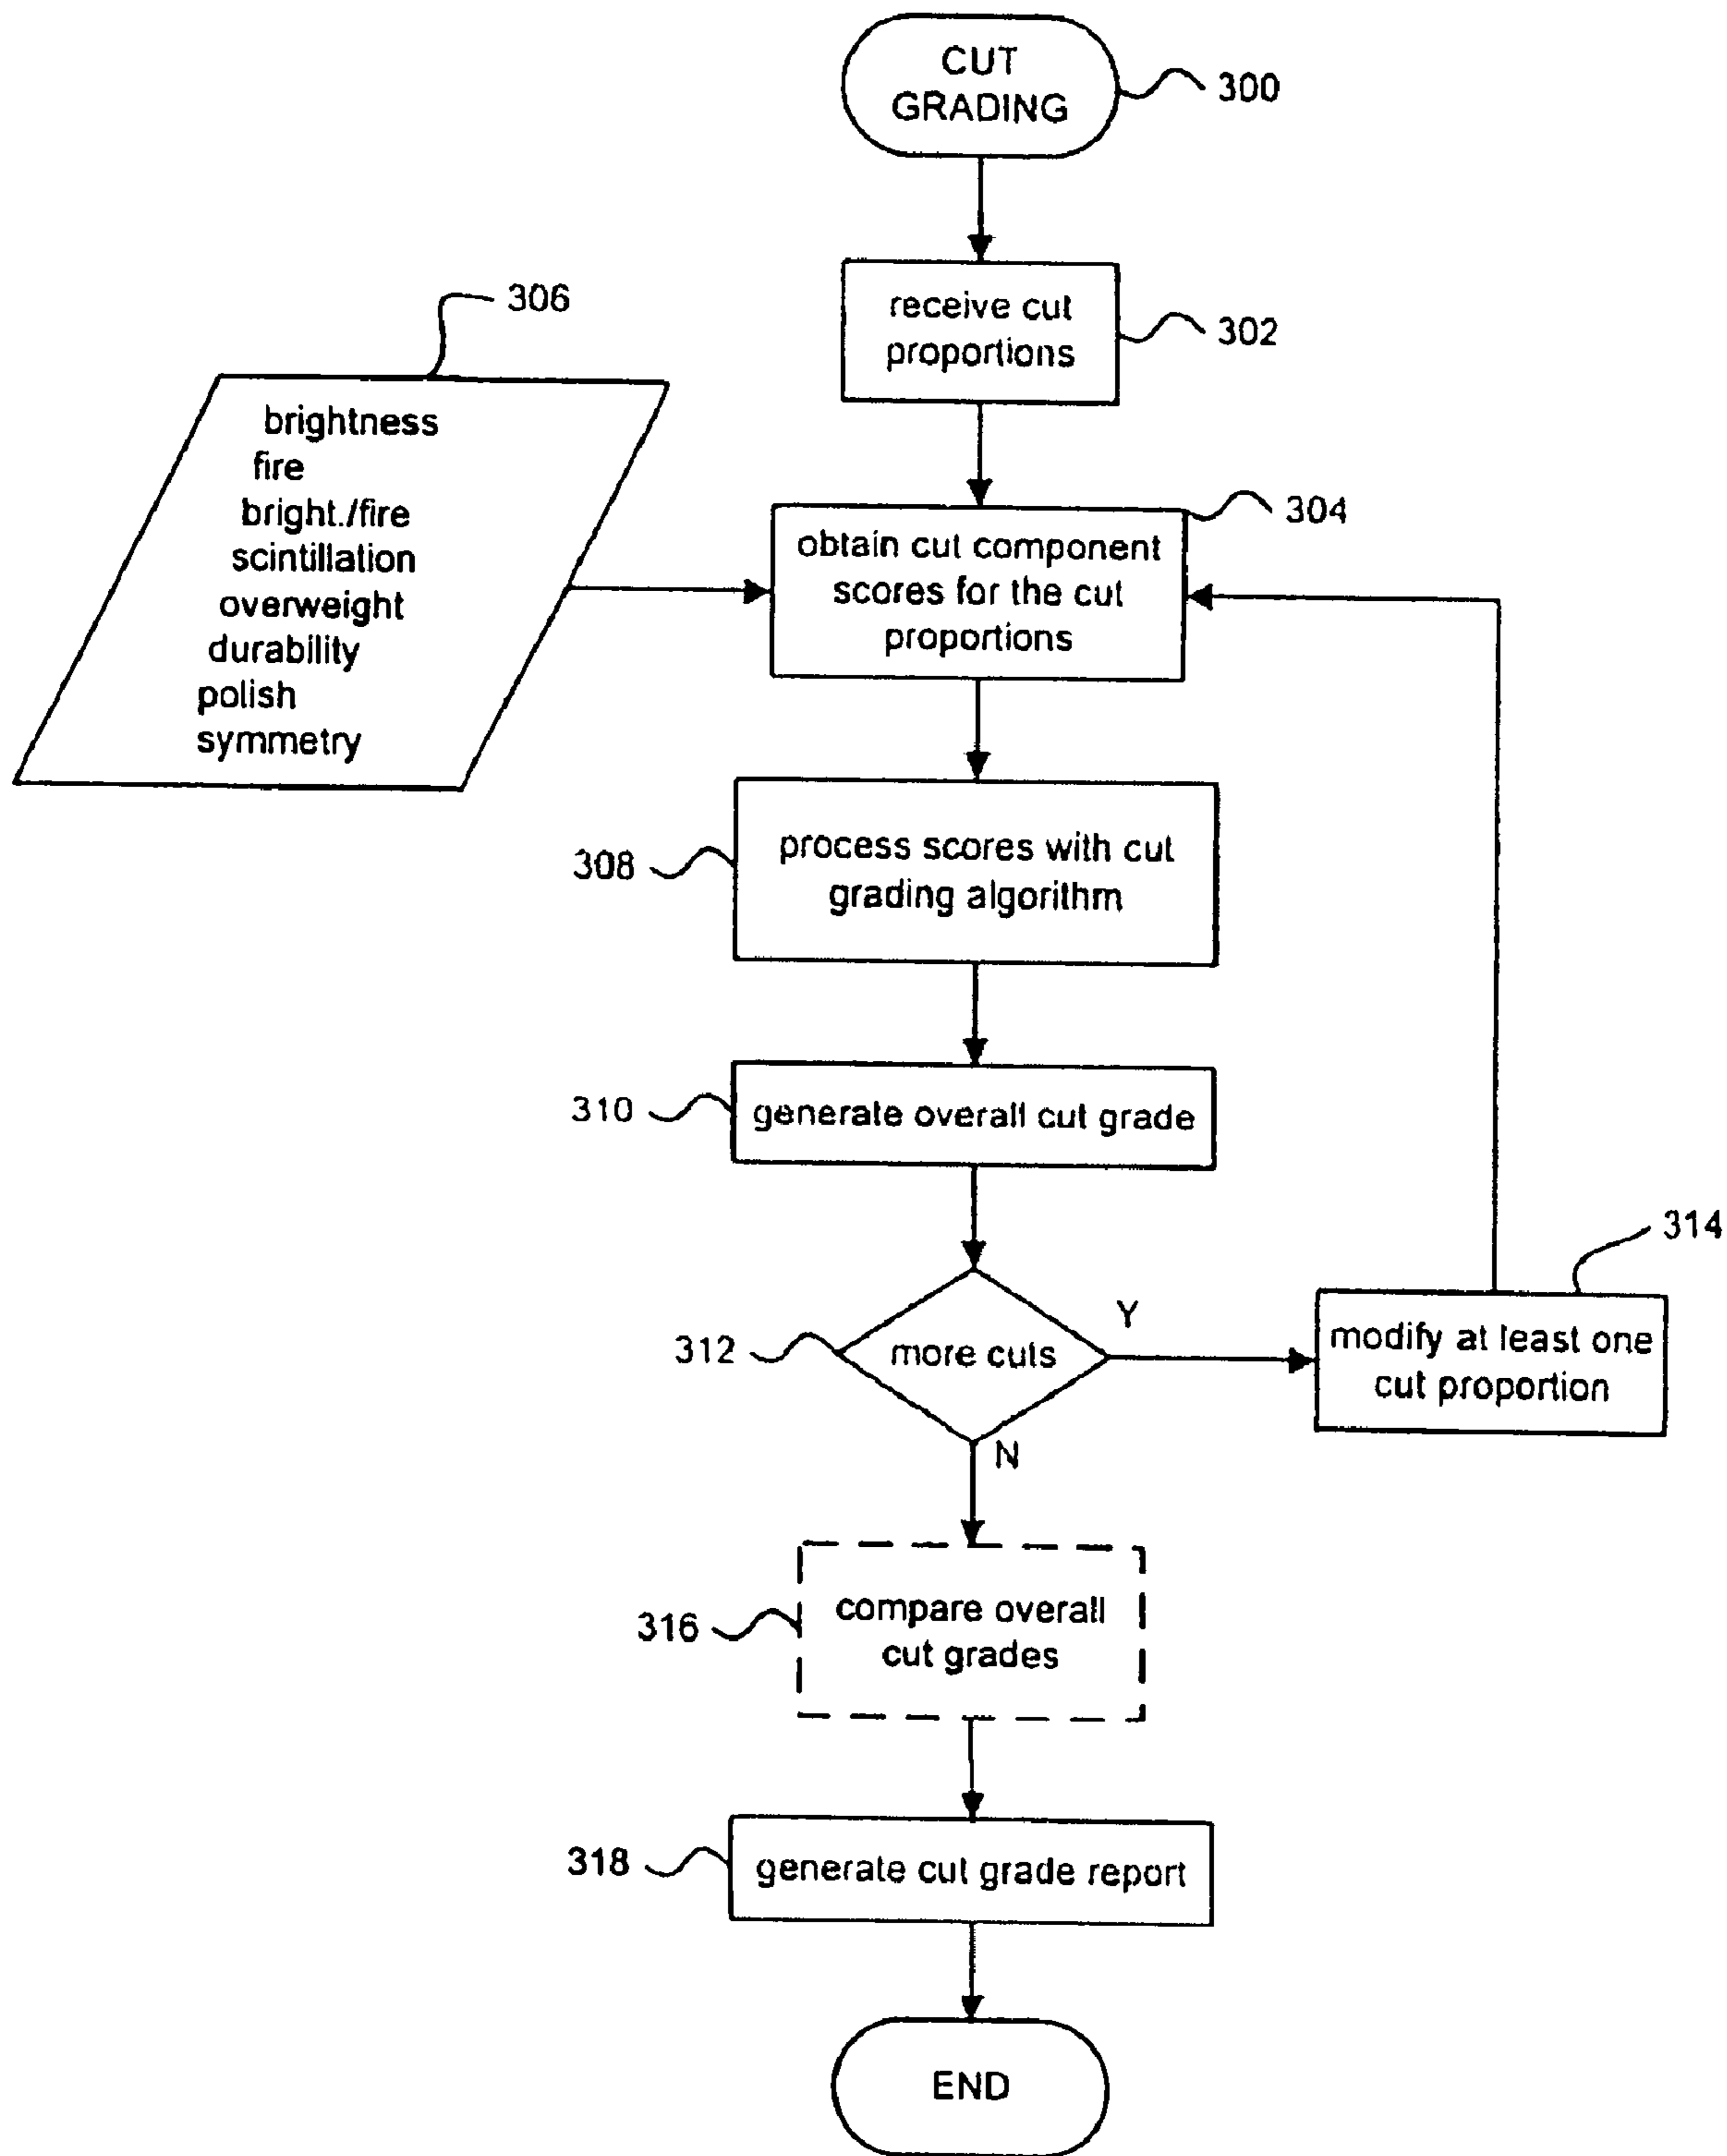 CUT
GRADING
300
receive cut
proportions
302
306
brightness
fire
bright./fire
scintillation
overweight
durability
polish
symmetry
304
obtain cut component
scores for the cut
proportions
308
process scores with cut
grading algorithm
310
generate overall cut grade
312
more cuts
Y
314
modify at least one
cut proportion
N
316
compare overall
cut grades
318
generate cut grade report
END